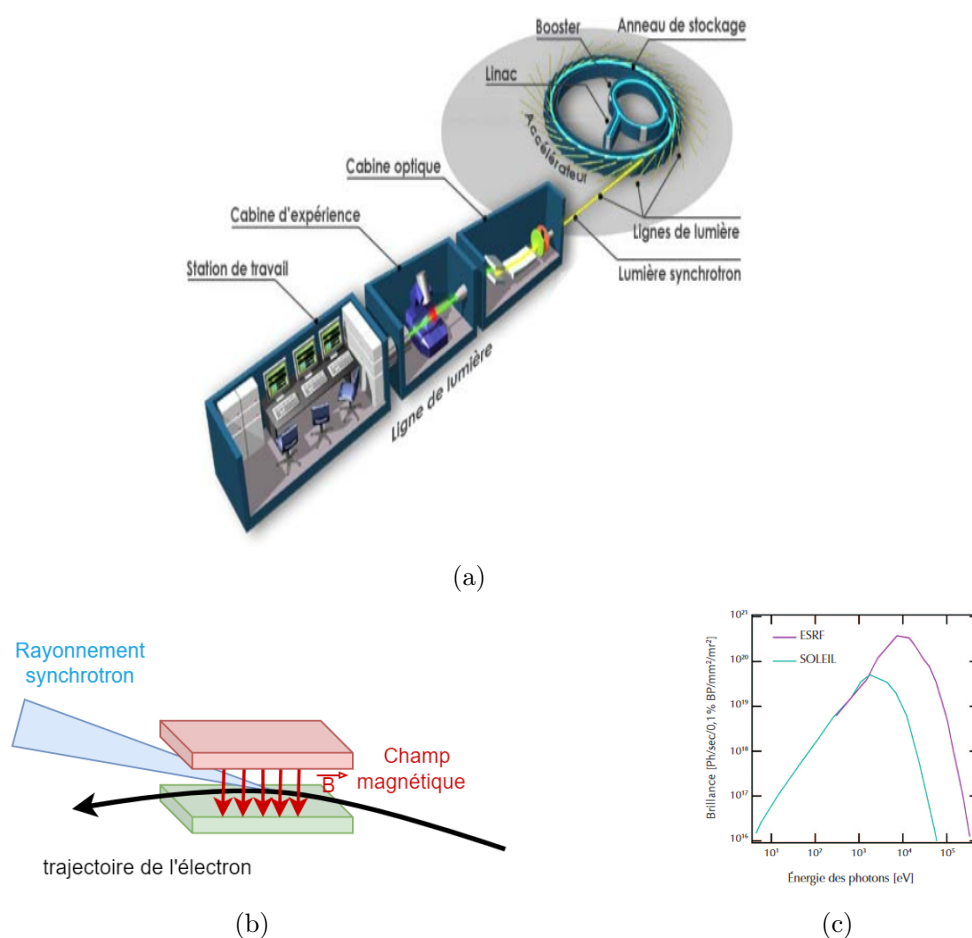 Booster
Anneau de stockage
Linac
Accélérateur
Cabine optique
Cabine d'expérience
Station de travail
Lignes de lumière
Lumière synchrotron
Ligne de lumière
(a)
Rayonnement
synchrotron
Champ
magnétique
B
trajectoire de l'électron
(b)
Brillance [Ph/sec/0,1 % BP/mm²/mr²]
10²¹
10²⁰
10¹⁹
10¹⁸
10¹⁷
10¹⁶
ESRF
SOLEIL
10¹ 10² 10³ 10⁴ 10⁵
Énergie des photons [eV]
(c)